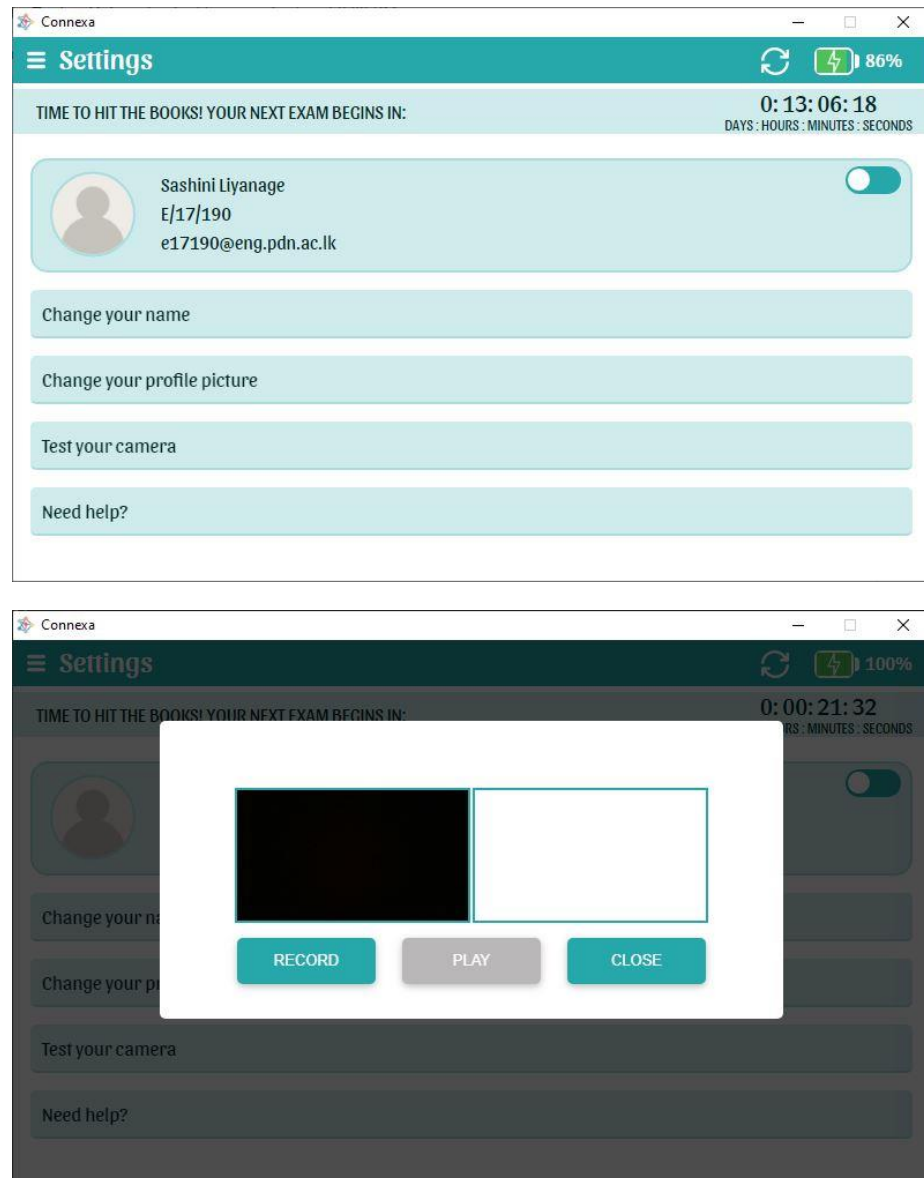 Connexa
Settings
86%
TIME TO HIT THE BOOKS! YOUR NEXT EXAM BEGINS IN:
0: 13: 06: 18
DAYS : HOURS : MINUTES : SECONDS
Sashini Liyanage
E/17/190
e17190@eng.pdn.ac.lk
Change your name
Change your profile picture
Test your camera
Need help?
Connexa
Settings
100%
TIME TO HIT THE BOOKS! YOUR NEXT EXAM BEGINS IN:
0: 00: 21: 32
: MINUTES : SECONDS
Change your
RECORD
PLAY
CLOSE
Change your
Test your camera
Need help?